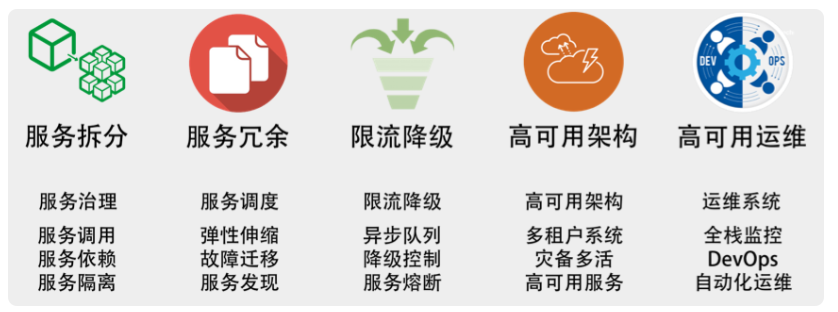 DEV OPS
服务拆分 服务冗余 限流降级 高可用架构 高可用运维
服务治理 服务调度 限流降级 高可用架构 运维系统
服务调用 弹性伸缩 异步队列 多租户系统 全栈监控
服务依赖 故障迁移 降级控制 灾备多活 DevOps
服务隔离 服务发现 服务熔断 高可用服务 自动化运维